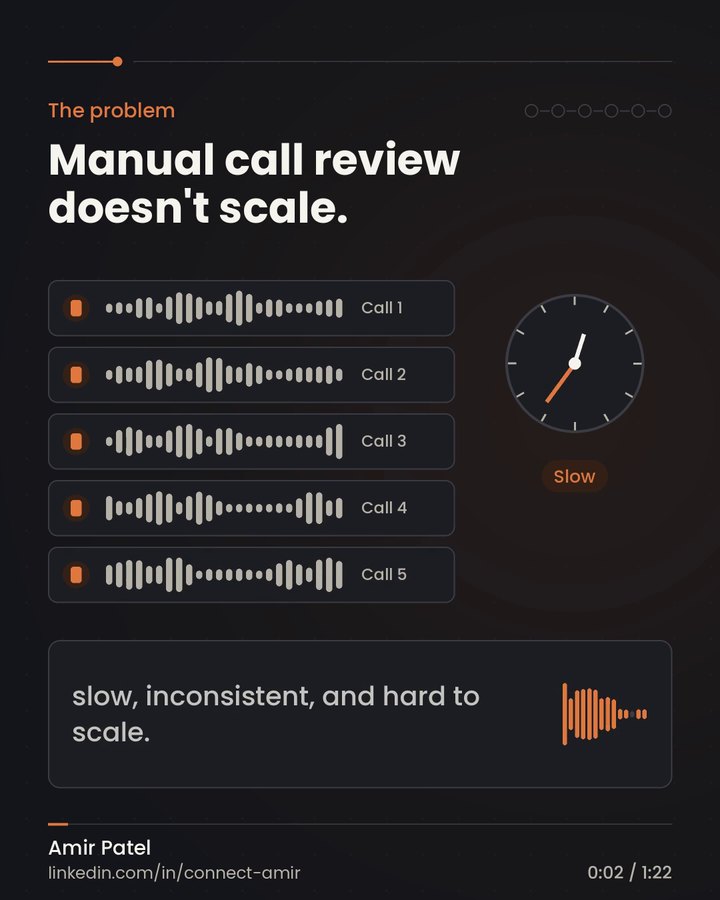 The problem
Manual call review
doesn't scale.
Call 1
Call 2
Call 3
Call 4
Call 5
Slow
slow, inconsistent, and hard to
scale.
Amir Patel
linkedin.com/in/connect-amir
0:02 / 1:22